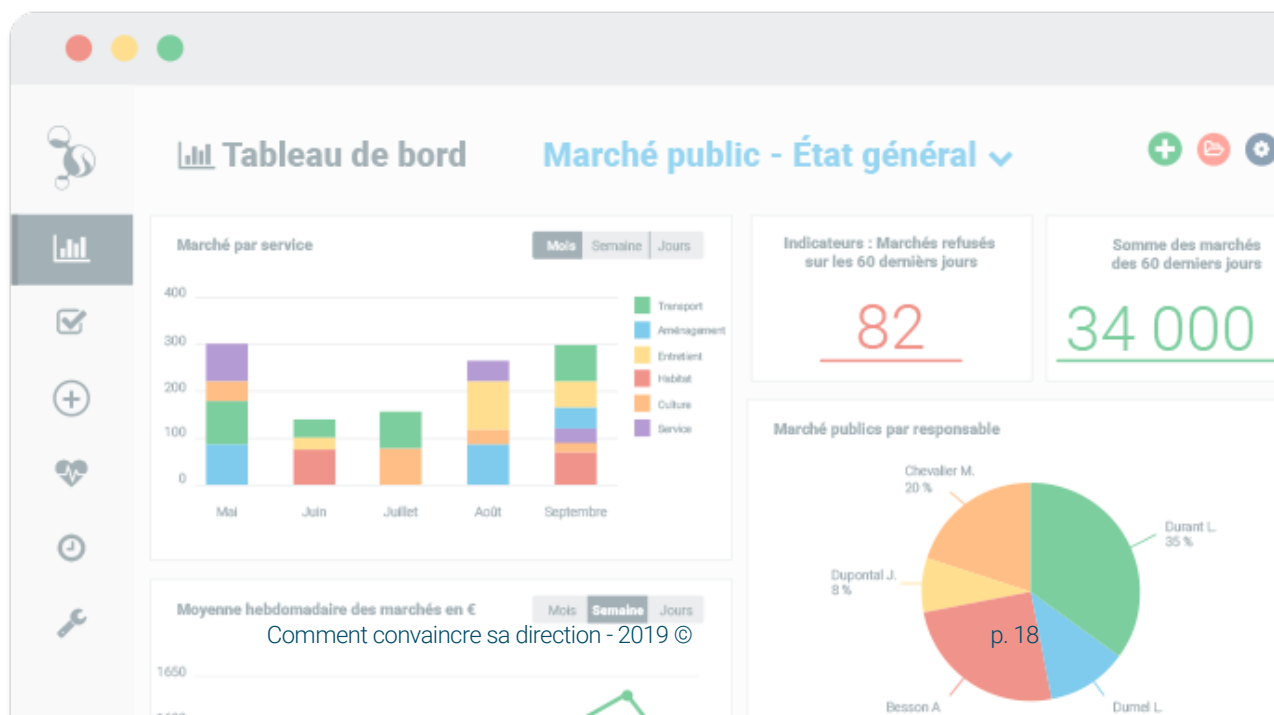 Tableau de bord
Marché public - État général
Marché par service
Mois Semaine Jours
400
300
200
100
0
Mai Juin Juillet Août Septembre
Transport
Aménagement
Entretient
Habitat
Culture
Service
Indicateurs : Marchés refusés
sur les 60 dernièrs jours
82
Somme des marchés
des 60 derniers jours
34 000
Marché publics par responsable
Chevalier M.
20 %
Durant L.
35 %
Dupontal J.
8 %
Besson A
Dumel L.
Moyenne hebdomadaire des marchés en €
Mois Semaine Jours
1650
Comment convaincre sa direction - 2019 ©
p. 18